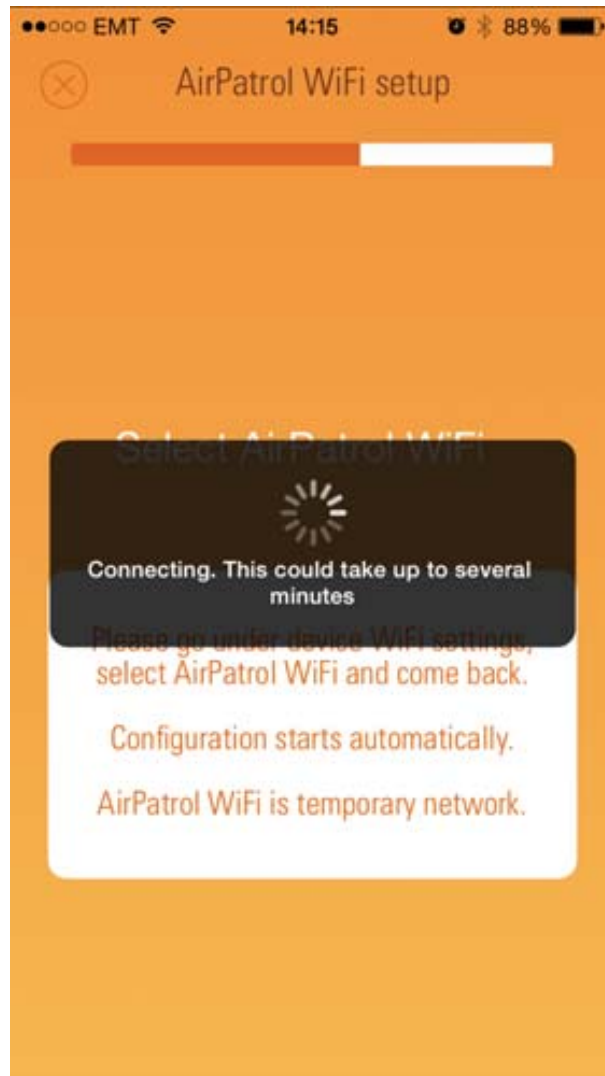 EMT 14:15 88%
AirPatrol WiFi setup
Select AirPatrol WiFi
Connecting. This could take up to several
minutes
Please go under device WiFi settings,
select AirPatrol WiFi and come back.
Configuration starts automatically.
AirPatrol WiFi is temporary network.